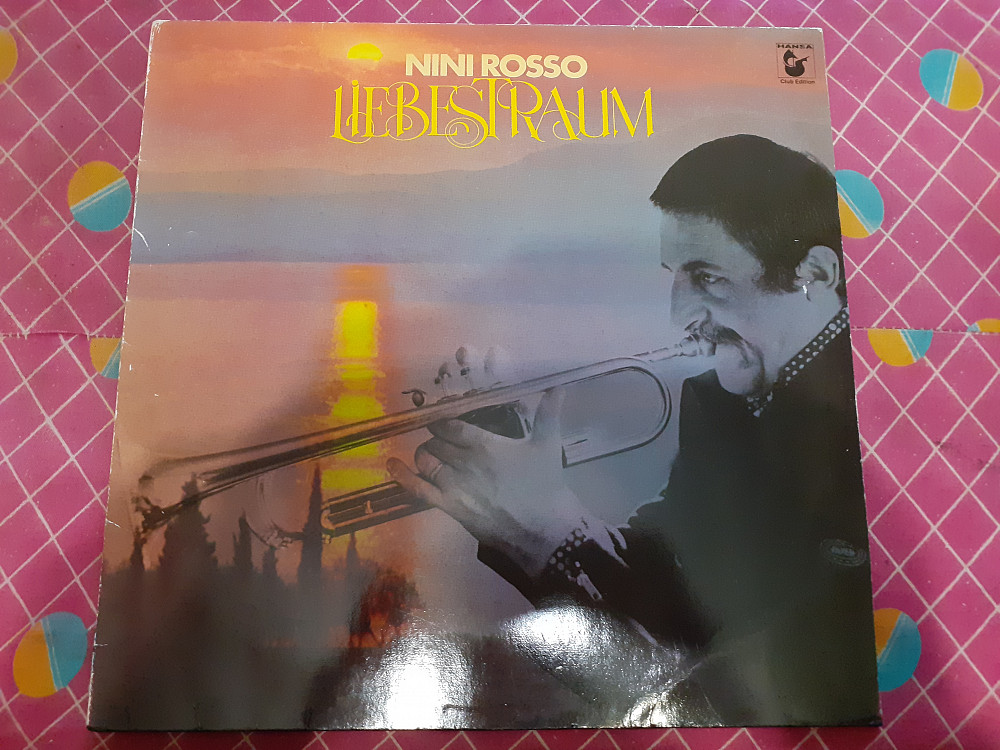 NINI ROSSO
LIEBESTRAUM
HANSA
Club Edition